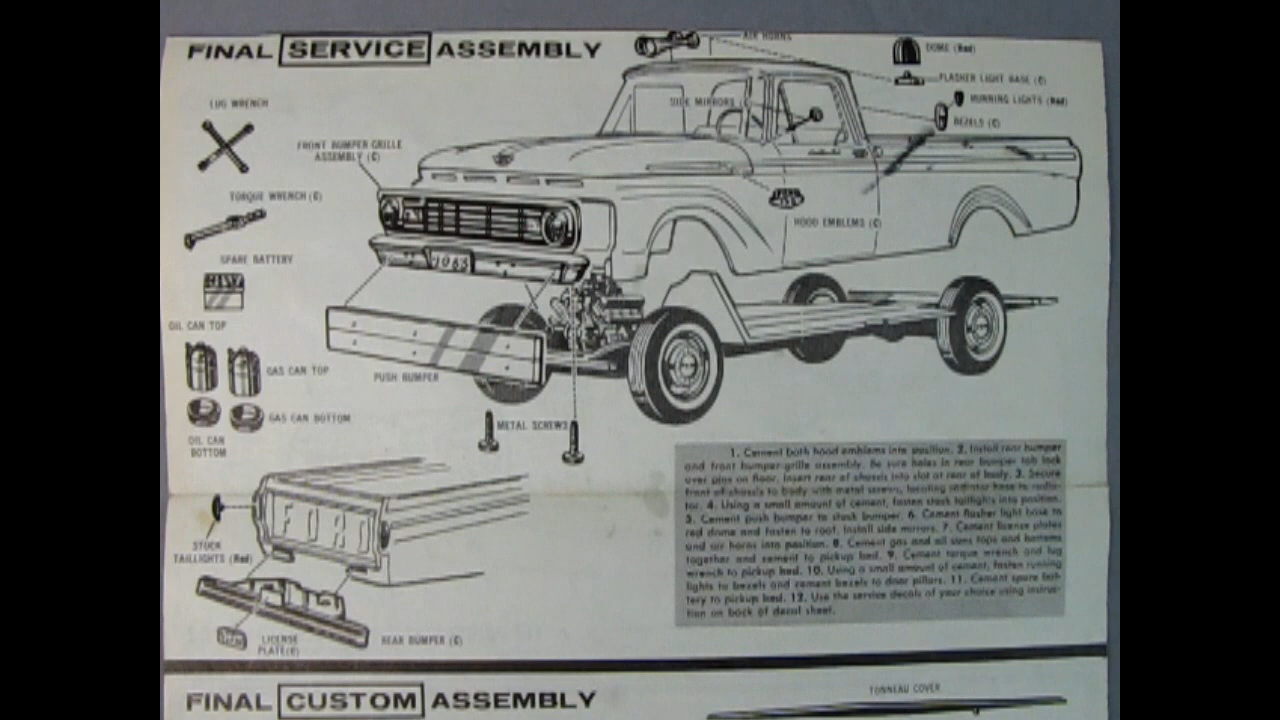 FINAL SERVICE ASSEMBLY
AIR HORNS
DOME (Red)
FLASHER LIGHT BASE (C)
RUNNING LIGHTS (Red)
BEZELS (C)
SIDE MIRRORS (C)
LUG WRENCH
FRONT BUMPER GRILLE
ASSEMBLY (C)
TORQUE WRENCH (C)
HOOD EMBLEMS (C)
SPARE BATTERY
1963
OIL CAN TOP
GAS CAN TOP
PUSH BUMPER
GAS CAN BOTTOM
METAL SCREWS
OIL CAN
BOTTOM
1. Cement both hood emblems into position. 2. Install rear bumper
and front bumper-grille assembly. Be sure holes in rear bumper tab lock
over pins on floor. Insert rear of chassis into slot at rear of body. 3. Secure
front of chassis to body with metal screws, locating radiator hose to radia-
tor. 4. Using a small amount of cement, fasten stock taillights into position.
5. Cement push bumper to stock bumper. 6. Cement flasher light base to
red dome and fasten to roof. Install side mirrors. 7. Cement license plates
and air horns into position. 8. Cement gas and oil cans tops and bottoms
together and cement to pickup bed. 9. Cement torque wrench and lug
wrench to pickup bed. 10. Using a small amount of cement, fasten running
lights to bezels and cement bezels to door pillars. 11. Cement spare bat-
tery to pickup bed. 12. Use the service decals of your choice using instruc-
tion on back of decal sheet.
FORD
STOCK
TAILLIGHTS (Red)
LICENSE
PLATE (C)
REAR BUMPER (C)
FINAL CUSTOM ASSEMBLY
TONNEAU COVER